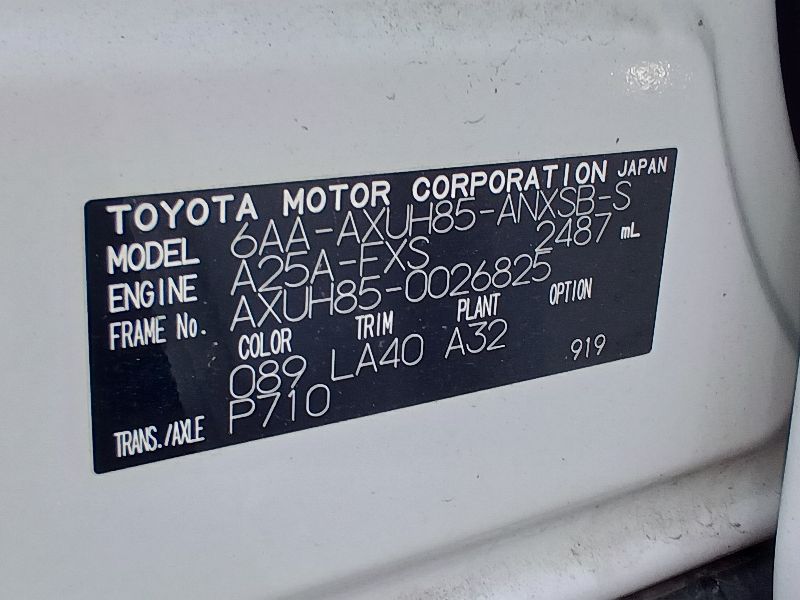 TOYOTA MOTOR CORPORATION JAPAN
MODEL 6AA-AXUH85-ANXSB-S
ENGINE A25A-FXS 2487 mL
FRAME No. AXUH85-0026825
COLOR TRIM PLANT OPTION
089 LA40 A32 919
TRANS./AXLE P710